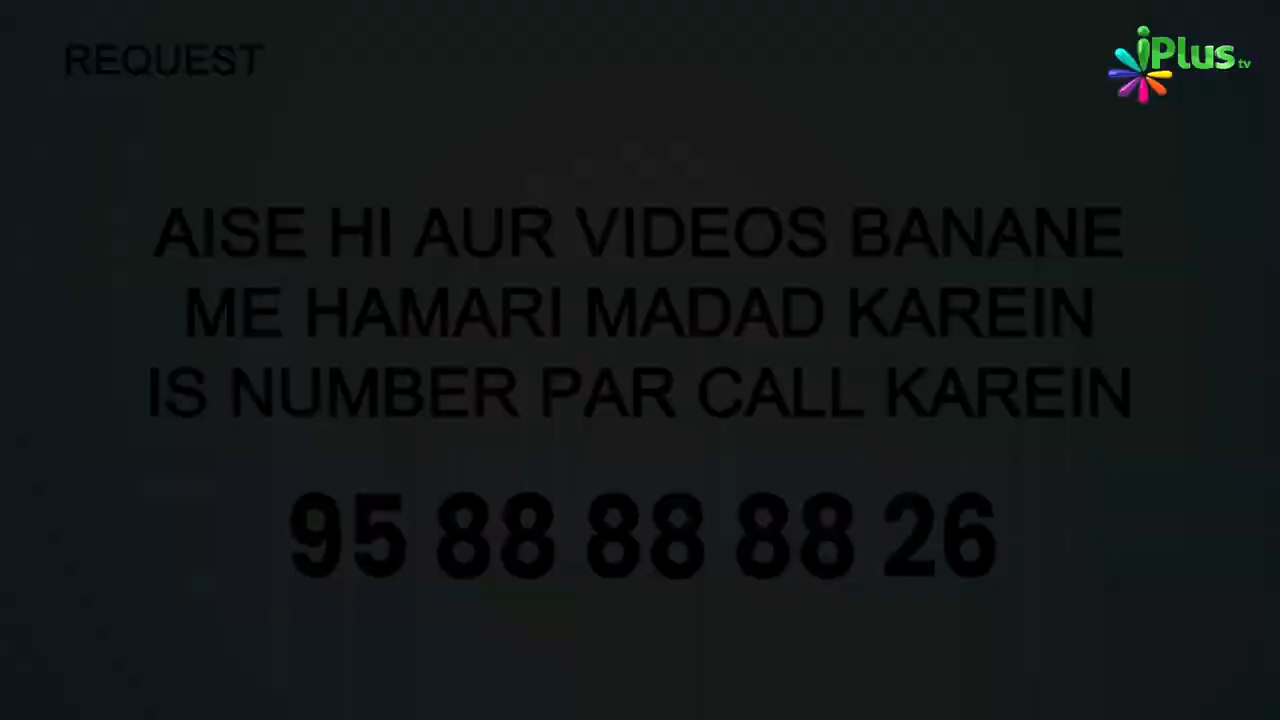 REQUEST
iPlus tv
AISE HI AUR VIDEOS BANANE
ME HAMARI MADAD KAREIN
IS NUMBER PAR CALL KAREIN
95 88 88 88 26